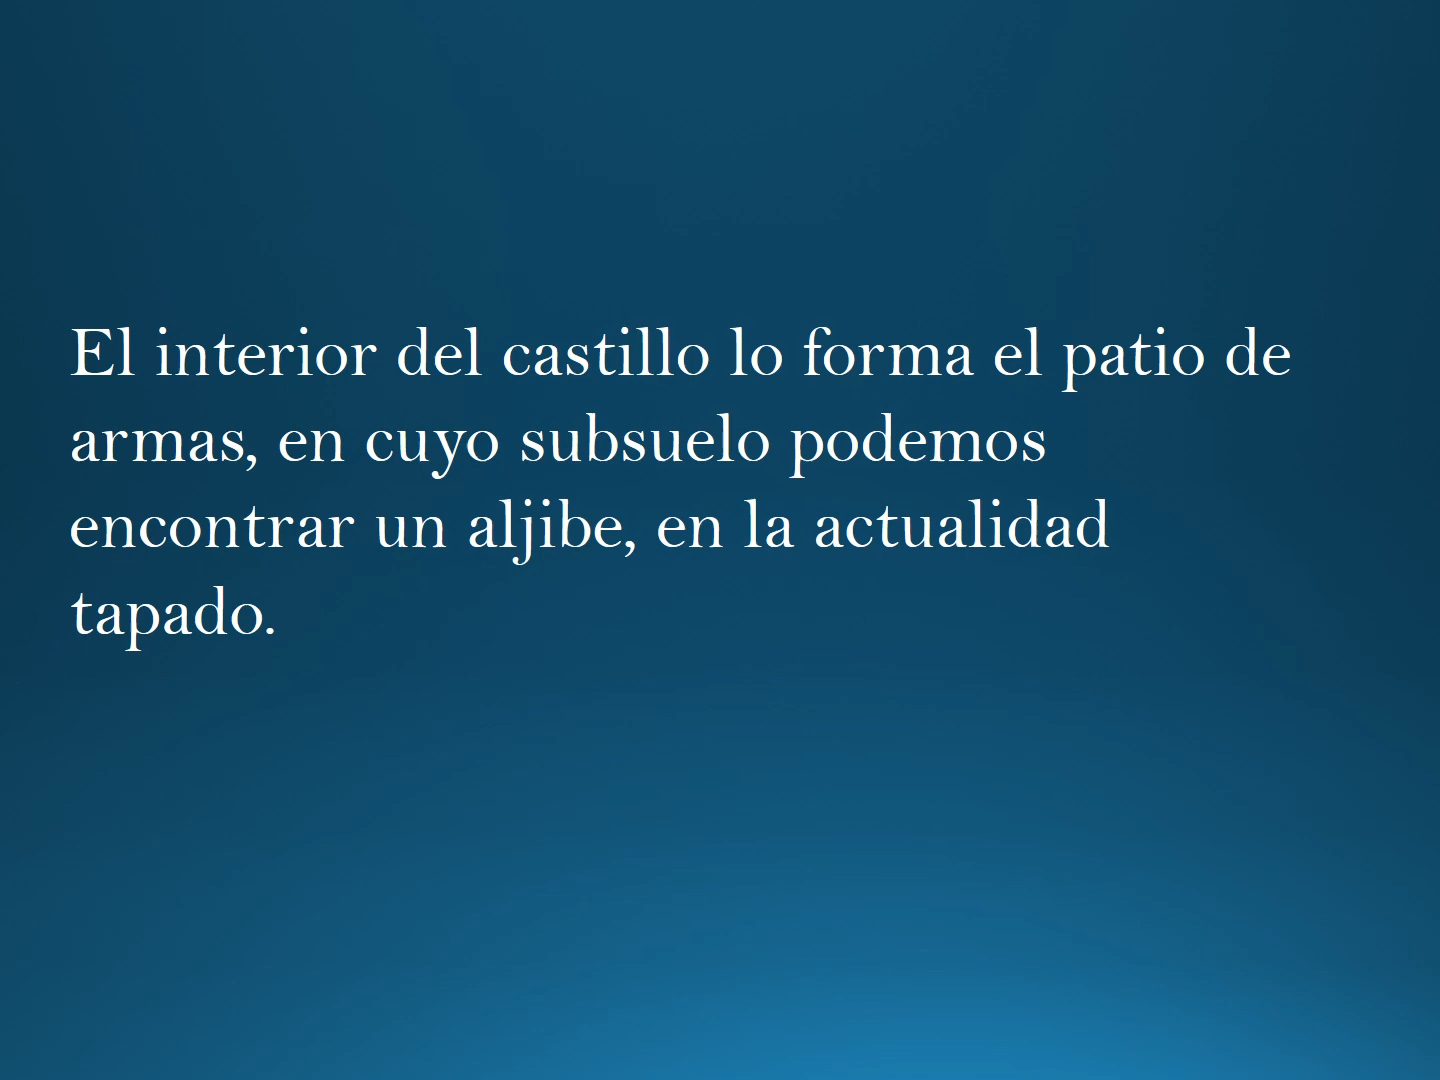 El interior del castillo lo forma el patio de
armas, en cuyo subsuelo podemos
encontrar un aljibe, en la actualidad
tapado.